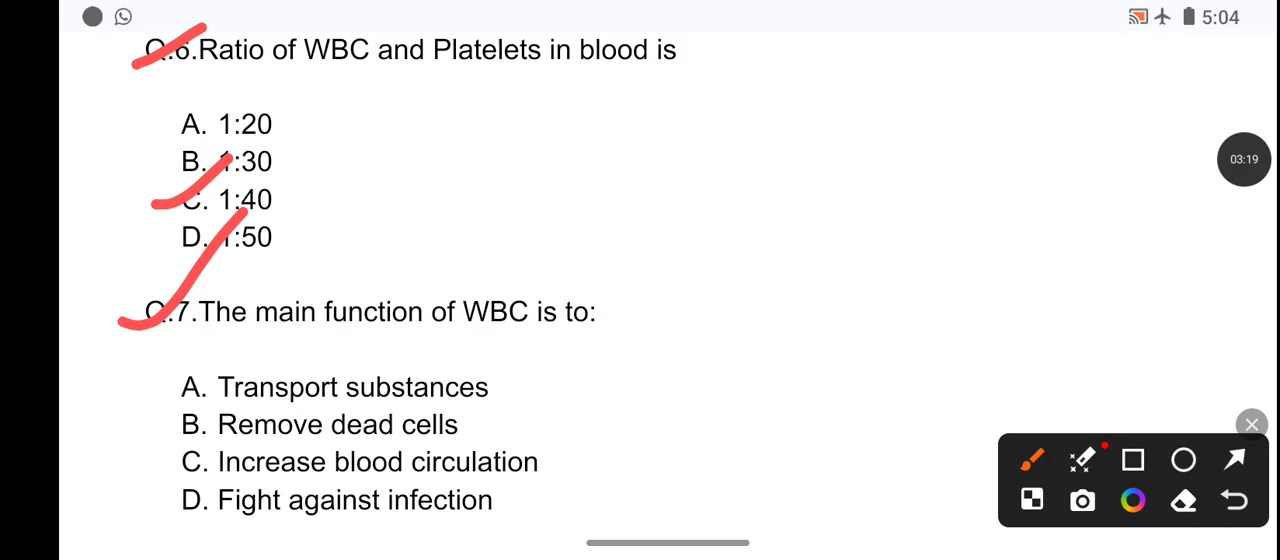 5:04
Q.6.Ratio of WBC and Platelets in blood is
A. 1:20
B. 1:30
03:19
C. 1:40
D. 1:50
Q.7.The main function of WBC is to:
A. Transport substances
B. Remove dead cells
C. Increase blood circulation
D. Fight against infection